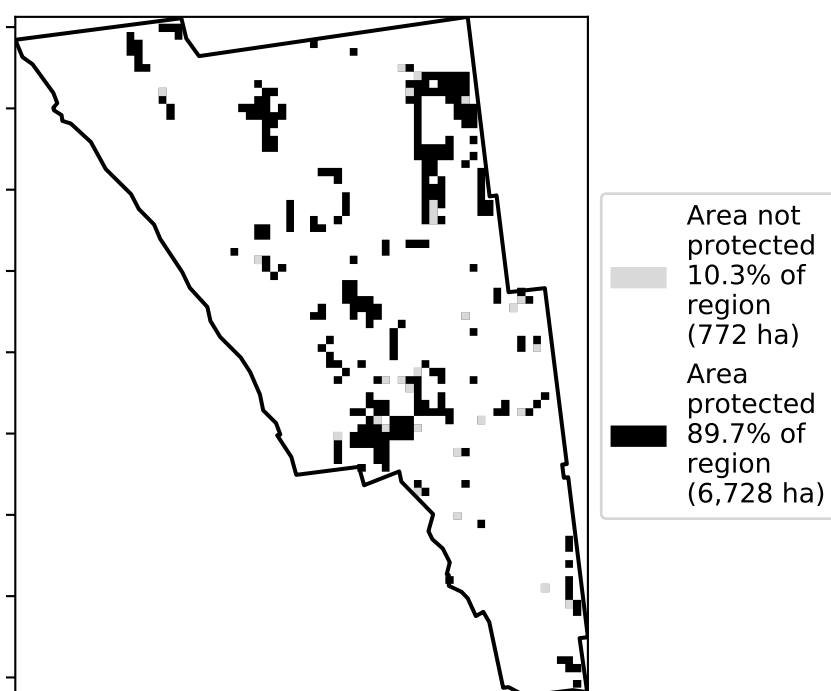 Area not
protected
10.3% of
region
(772 ha)
Area
protected
89.7% of
region
(6,728 ha)